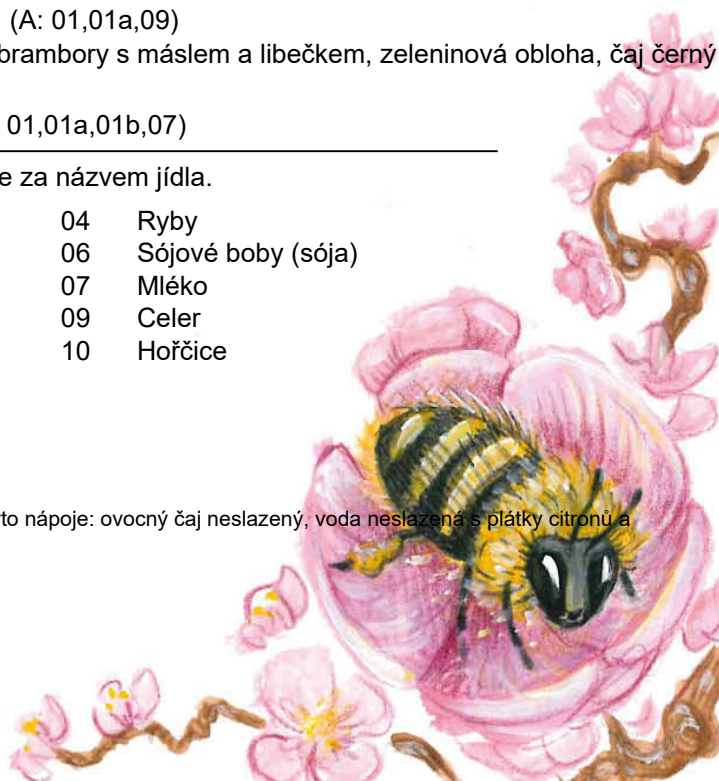 (A: 01,01a,09)
brambory s máslem a libečkem, zeleninová obloha, čaj černý
01,01a,01b,07)
e za názvem jídla.
04 Ryby
06 Sójové boby (sója)
07 Mléko
09 Celer
10 Hořčice
to nápoje: ovocný čaj neslazený, voda neslazená s plátky citronů a